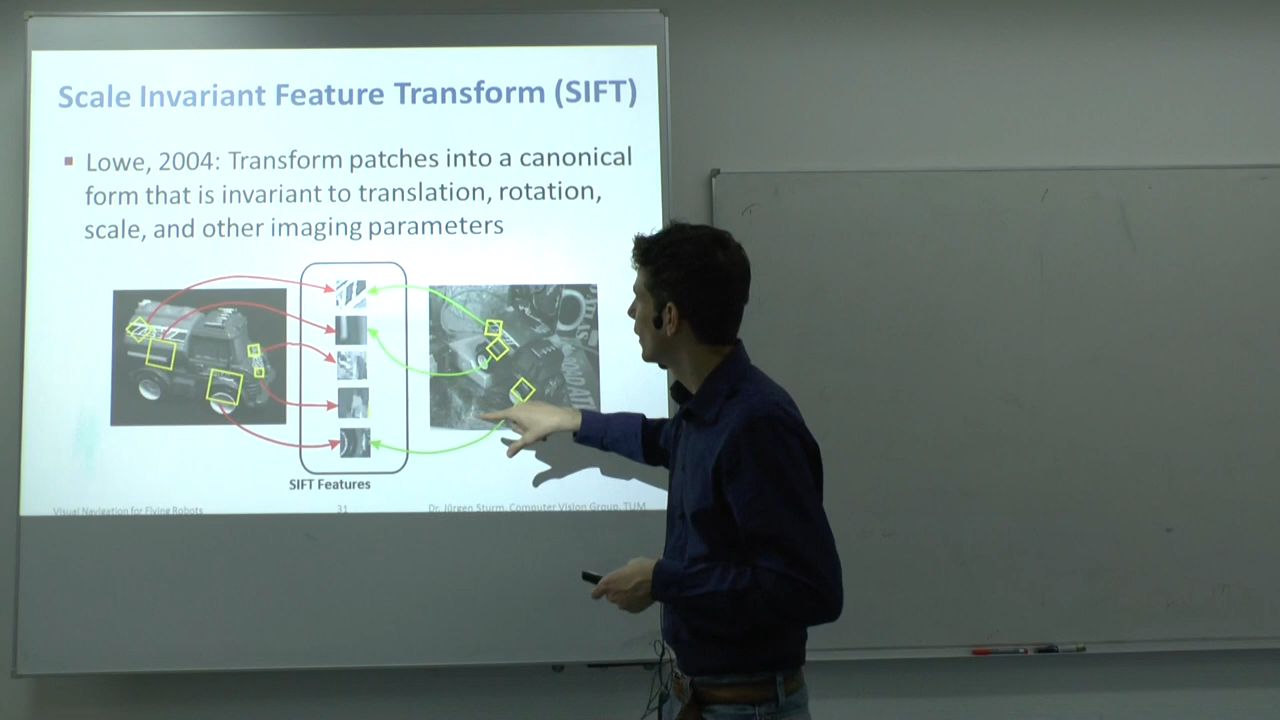 Scale Invariant Feature Transform (SIFT)
Lowe, 2004: Transform patches into a canonical
form that is invariant to translation, rotation,
scale, and other imaging parameters
SIFT Features
Visual Navigation for Flying Robots
31
Dr. Jürgen Sturm, Computer Vision Group, TUM